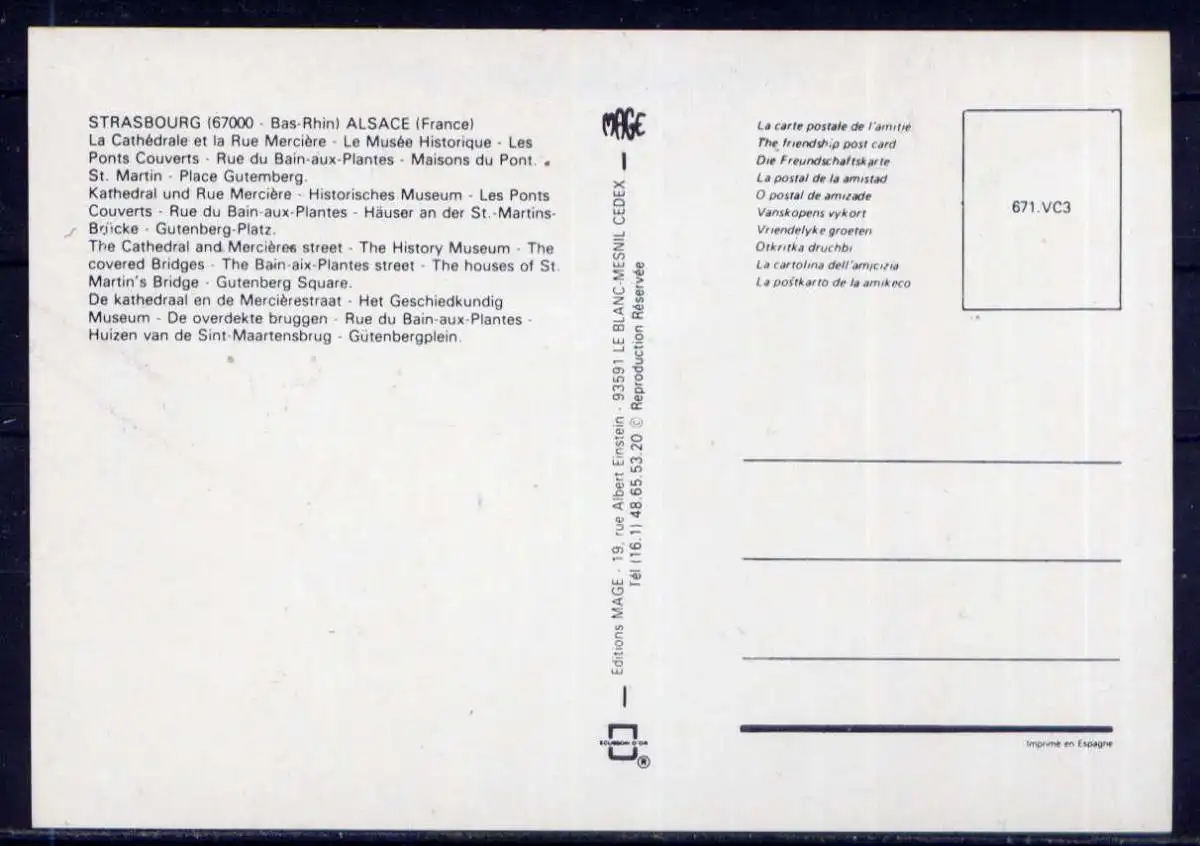 STRASBOURG (67000 - Bas-Rhin) ALSACE (France)
La Cathédrale et la Rue Mercière - Le Musée Historique - Les
Ponts Couverts - Rue du Bain-aux-Plantes - Maisons du Pont.
St. Martin - Place Gutemberg.
Kathedral und Rue Mercière - Historisches Museum - Les Ponts
Couverts - Rue du Bain-aux-Plantes - Häuser an der St.-Martins-
Brücke - Gutenberg-Platz.
The Cathedral and Mercières street - The History Museum - The
covered Bridges - The Bain-aix-Plantes street - The houses of St.
Martin's Bridge - Gutenberg Square.
De kathedraal en de Mercièrestraat - Het Geschiedkundig
Museum - De overdekte bruggen - Rue du Bain-aux-Plantes -
Huizen van de Sint-Maartensbrug - Gütenbergplein.
MAGE
Editions MAGE - 19, rue Albert Einstein - 93591 LE BLANC-MESNIL CEDEX
Tél (16.1) 48.65.53.20 © Reproduction Réservée
ECUSSON D'OR
®
La carte postale de l'amitié
The friendship post card
Die Freundschaftskarte
La postal de la amistad
O postal de amizade
Vanskopens vykort
Vriendelyke groeten
Otkritka druchbi
La cartolina dell'amicizia
La postkarto de la amikeco
671.VC3
Imprimé en Espagne